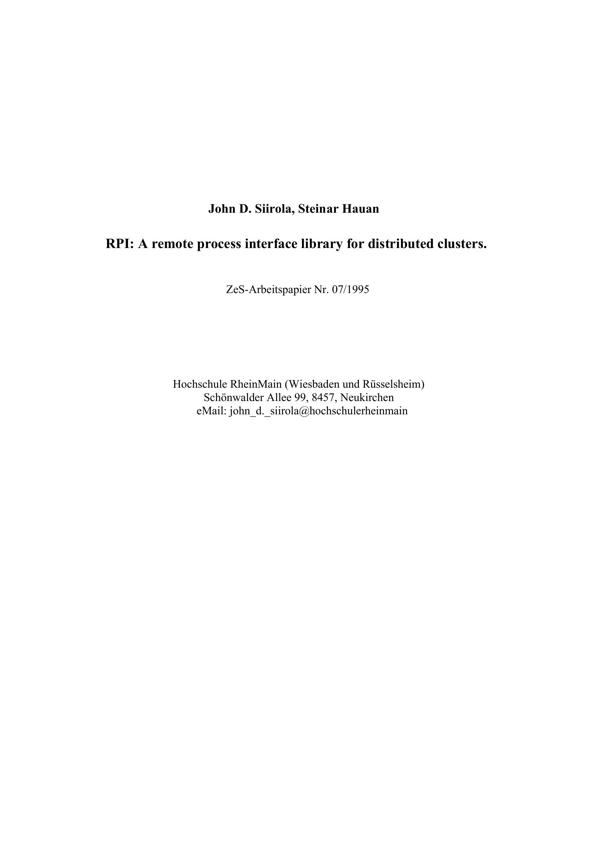 John D. Siirola, Steinar Hauan
RPI: A remote process interface library for distributed clusters.
ZeS-Arbeitspapier Nr. 07/1995
Hochschule RheinMain (Wiesbaden und Rüsselsheim)
Schönwalder Allee 99, 8457, Neukirchen
eMail: john_d._siirola@hochschulerheinmain